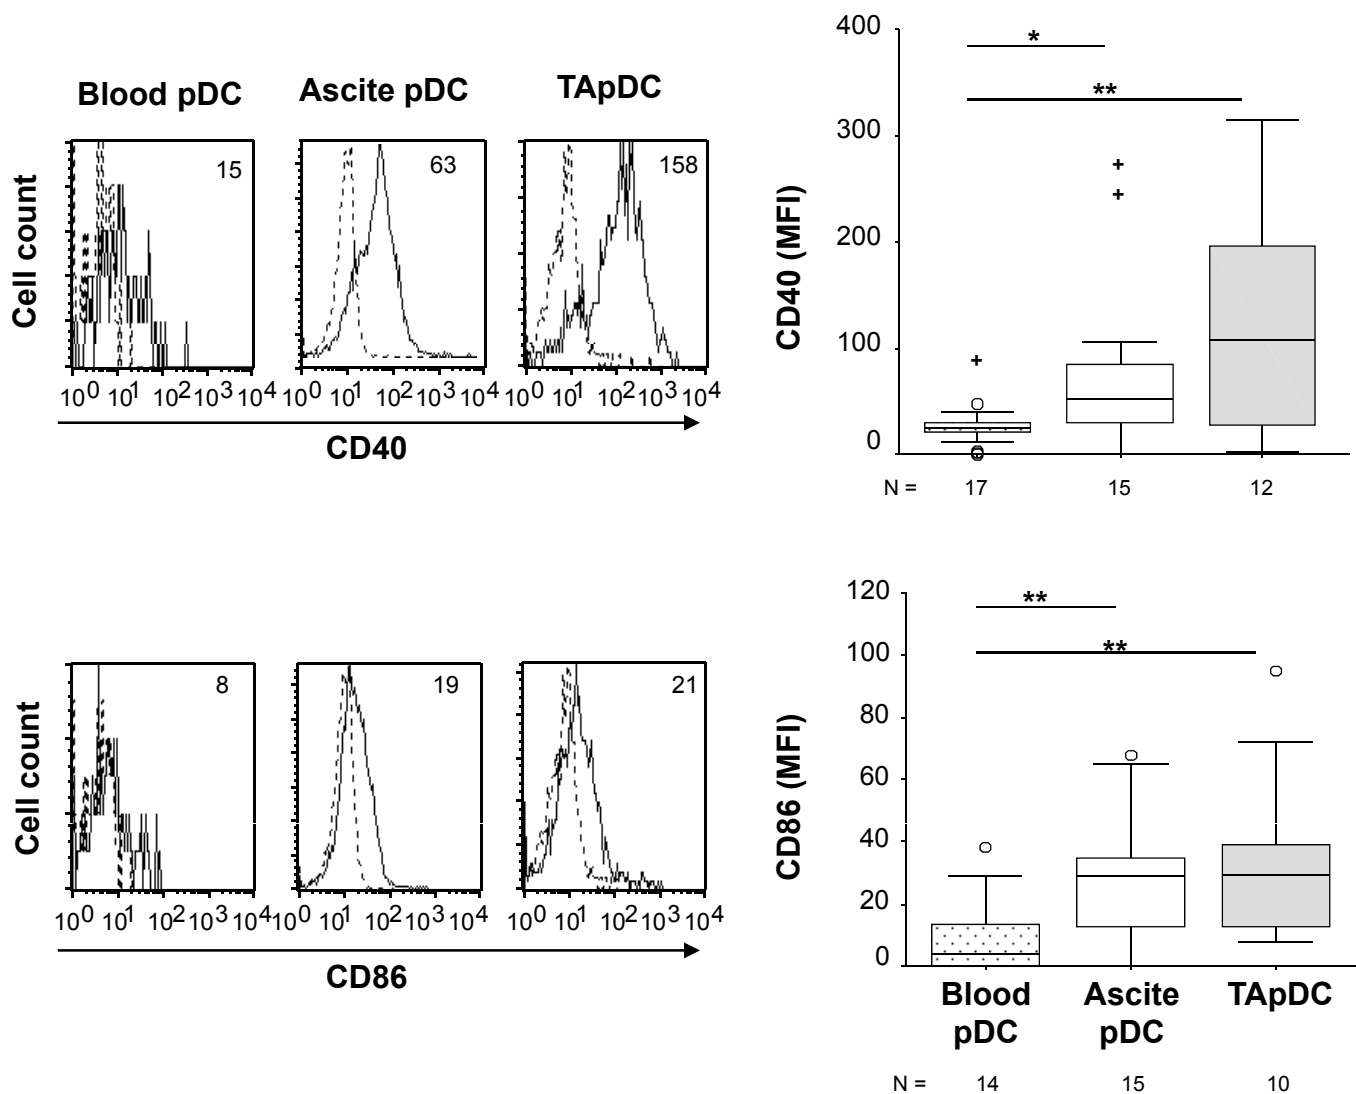 Blood pDC Ascite pDC TApDC
15 63 158
Cell count
10^0 10^1 10^2 10^3 10^4 10^0 10^1 10^2 10^3 10^4 10^0 10^1 10^2 10^3 10^4
CD40
400
300
200
100
0
CD40 (MFI)
*
**
N = 17 15 12
8 19 21
Cell count
10^0 10^1 10^2 10^3 10^4 10^0 10^1 10^2 10^3 10^4 10^0 10^1 10^2 10^3 10^4
CD86
120
100
80
60
40
20
0
CD86 (MFI)
**
**
Blood pDC
Ascite pDC
TApDC
N = 14 15 10